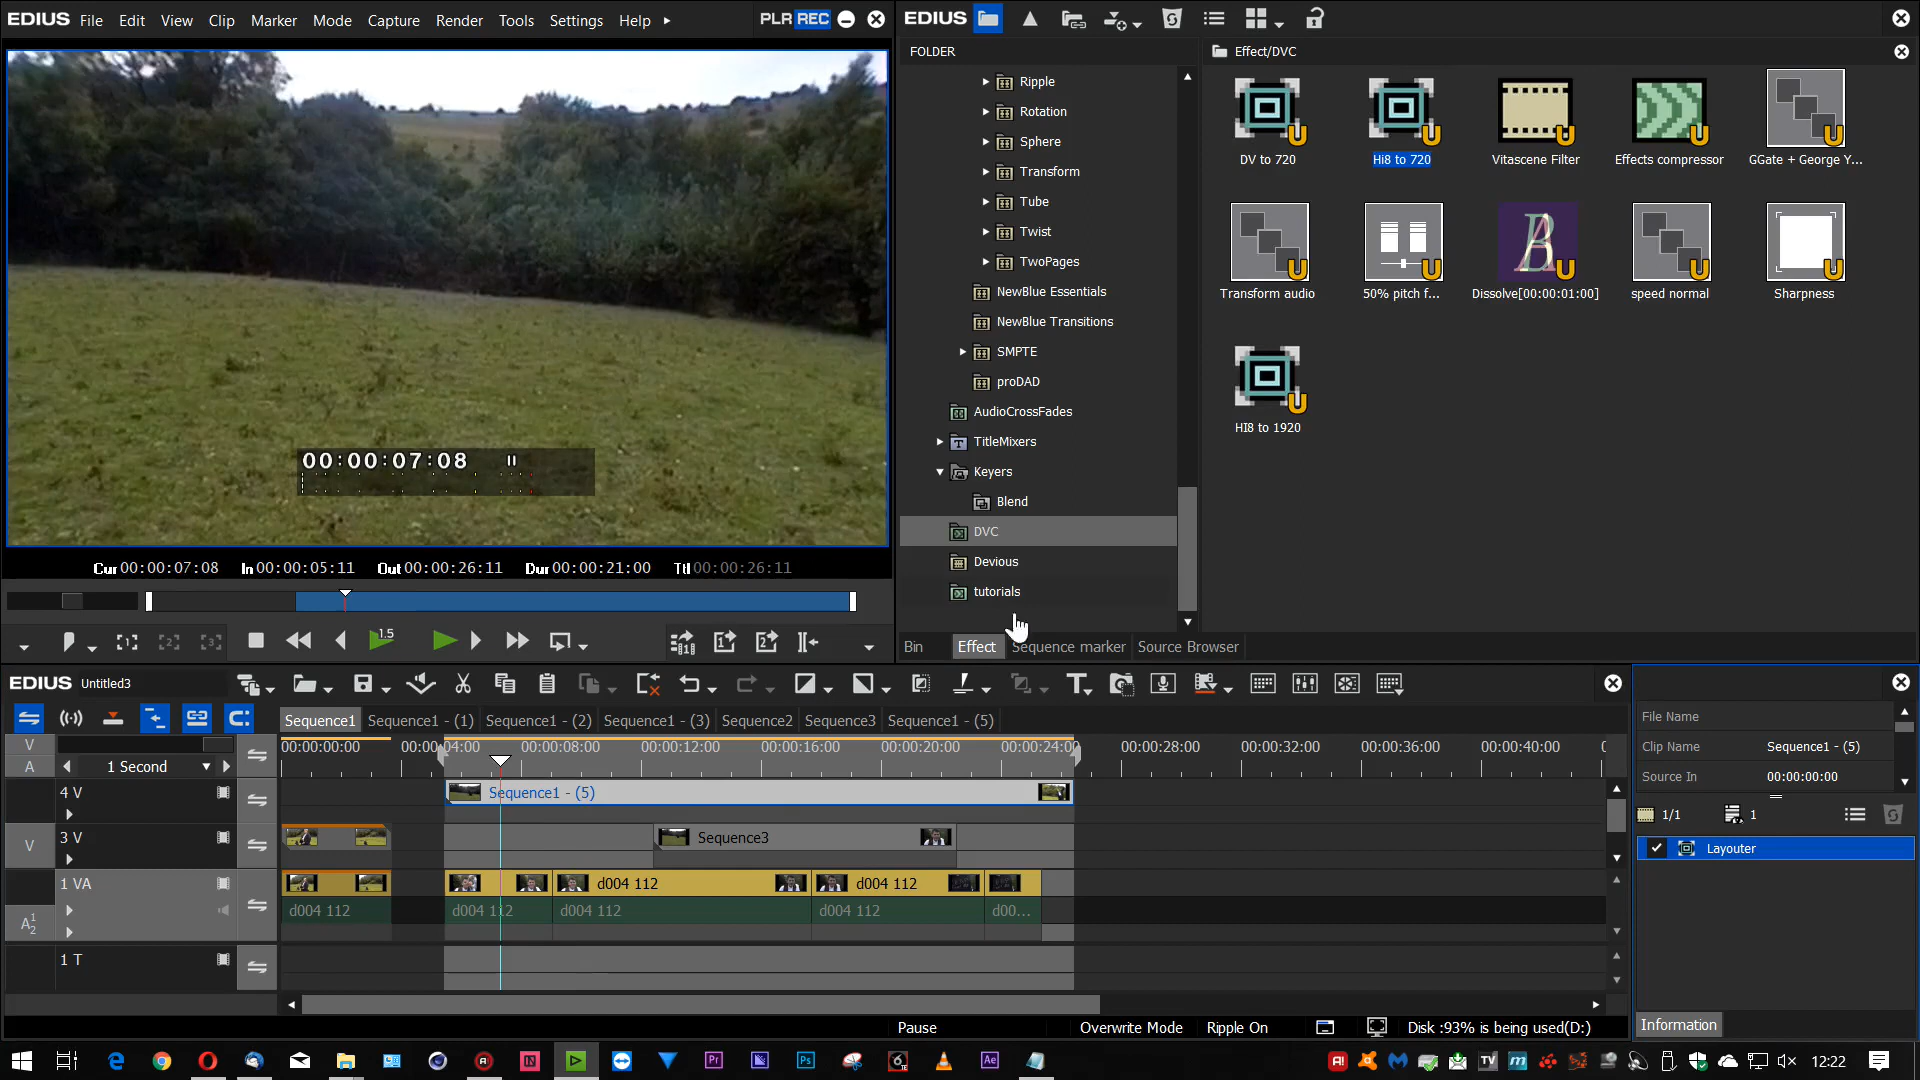 EDIUS File Edit View Clip Marker Mode Capture Render Tools Settings Help PLR REC
EDIUS
FOLDER
Effect/DVC
Ripple
Rotation
Sphere
Transform
Tube
Twist
TwoPages
NewBlue Essentials
NewBlue Transitions
SMPTE
proDAD
AudioCrossFades
TitleMixers
Keyers
Blend
DVC
Devious
tutorials
DV to 720
Hi8 to 720
Vitascene Filter
Effects compressor
GGate + George Y...
Transform audio
50% pitch f...
Dissolve[00:00:01:00]
speed normal
Sharpness
HI8 to 1920
Bin Effect Sequence marker Source Browser
00:00:07:08
Cur 00:00:07:08 In 00:00:05:11 Out 00:00:26:11 Dur 00:00:21:00 Ttl 00:00:26:11
1.5
EDIUS Untitled3
Sequence1 Sequence1 - (1) Sequence1 - (2) Sequence1 - (3) Sequence2 Sequence3 Sequence1 - (5)
V
A 1 Second
00:00:00:00 00:00:04:00 00:00:08:00 00:00:12:00 00:00:16:00 00:00:20:00 00:00:24:00 00:00:28:00 00:00:32:00 00:00:36:00 00:00:40:00
4 V Sequence1 - (5)
V 3 V Sequence3
1 VA d004 112 d004 112
A 1 2 d004 112 d004 112 d004 112 d004 112 d00...
1 T
File Name
Clip Name Sequence1 - (5)
Source In 00:00:00:00
1/1 1
Layouter
Information
Pause Overwrite Mode Ripple On Disk :93% is being used(D:)
12:22